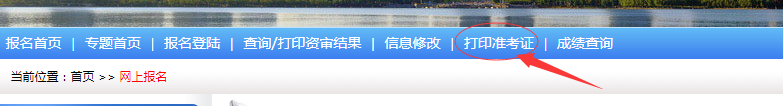 报名首页 | 专题首页 | 报名登陆 | 查询/打印资审结果 | 信息修改 | 打印准考证 | 成绩查询
当前位置：首页 >> 网上报名